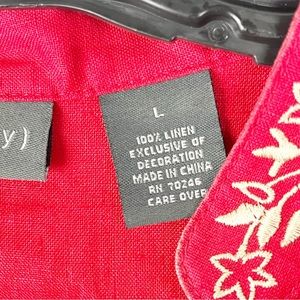 y)
L
100% LINEN
EXCLUSIVE OF
DECORATION
MADE IN CHINA
RN 70246
CARE OVER